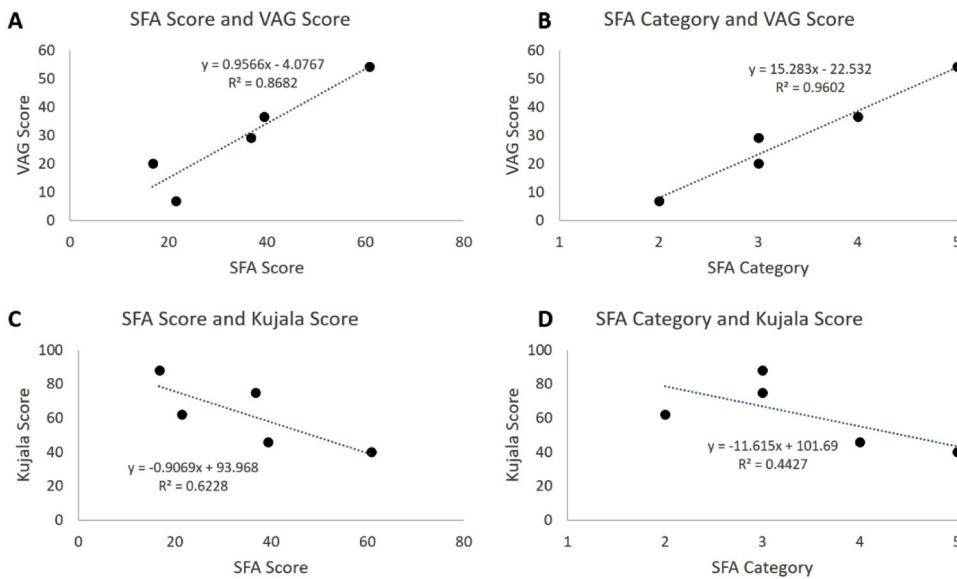 A
SFA Score and VAG Score
VAG Score
60
50
40
30
20
10
0
y = 0.9566x - 4.0767
R² = 0.8682
0 20 40 60 80
SFA Score
B
SFA Category and VAG Score
VAG Score
60
50
40
30
20
10
0
y = 15.283x - 22.532
R² = 0.9602
1 2 3 4 5
SFA Category
C
SFA Score and Kujala Score
Kujala Score
100
80
60
40
20
0
y = -0.9069x + 93.968
R² = 0.6228
0 20 40 60 80
SFA Score
D
SFA Category and Kujala Score
Kujala Score
100
80
60
40
20
0
y = -11.615x + 101.69
R² = 0.4427
1 2 3 4 5
SFA Category